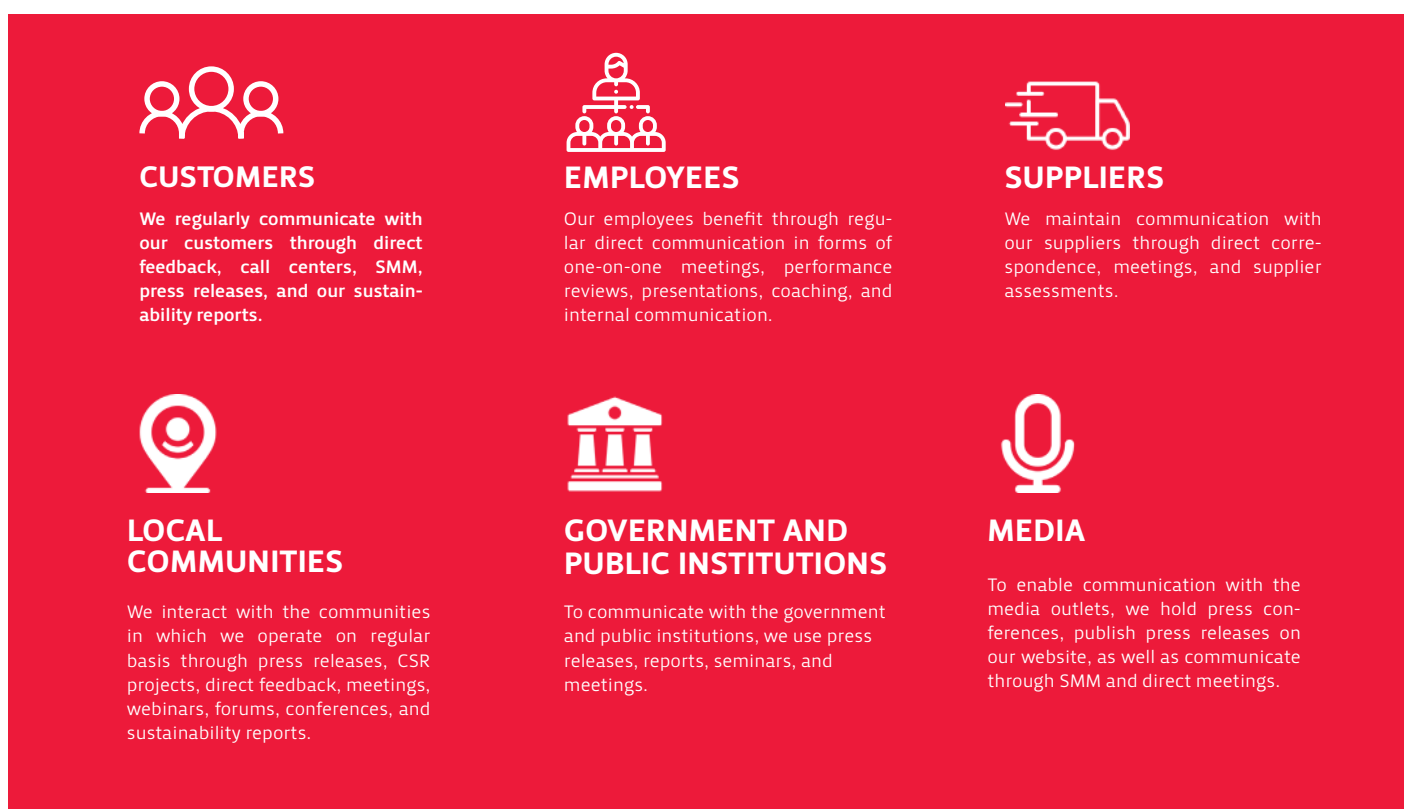 CUSTOMERS
We regularly communicate with
our customers through direct
feedback, call centers, SMM,
press releases, and our sustain-
ability reports.
EMPLOYEES
Our employees benefit through regu-
lar direct communication in forms of
one-on-one meetings, performance
reviews, presentations, coaching, and
internal communication.
SUPPLIERS
We maintain communication with
our suppliers through direct corre-
spondence, meetings, and supplier
assessments.
LOCAL
COMMUNITIES
We interact with the communities
in which we operate on regular
basis through press releases, CSR
projects, direct feedback, meetings,
webinars, forums, conferences, and
sustainability reports.
GOVERNMENT AND
PUBLIC INSTITUTIONS
To communicate with the government
and public institutions, we use press
releases, reports, seminars, and
meetings.
MEDIA
To enable communication with the
media outlets, we hold press con-
ferences, publish press releases on
our website, as well as communicate
through SMM and direct meetings.